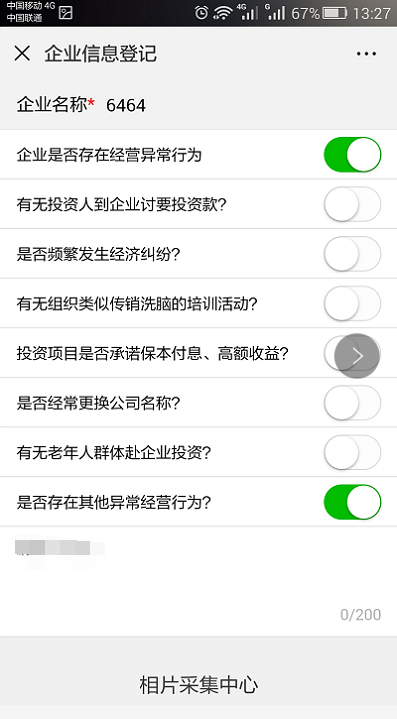 中国移动 4G
中国联通
4G
G
67%
13:27
企业信息登记
企业名称* 6464
企业是否存在经营异常行为
有无投资人到企业讨要投资款?
是否频繁发生经济纠纷?
有无组织类似传销洗脑的培训活动?
投资项目是否承诺保本付息、高额收益?
是否经常更换公司名称?
有无老年人群体赴企业投资?
是否存在其他异常经营行为?
0/200
相片采集中心